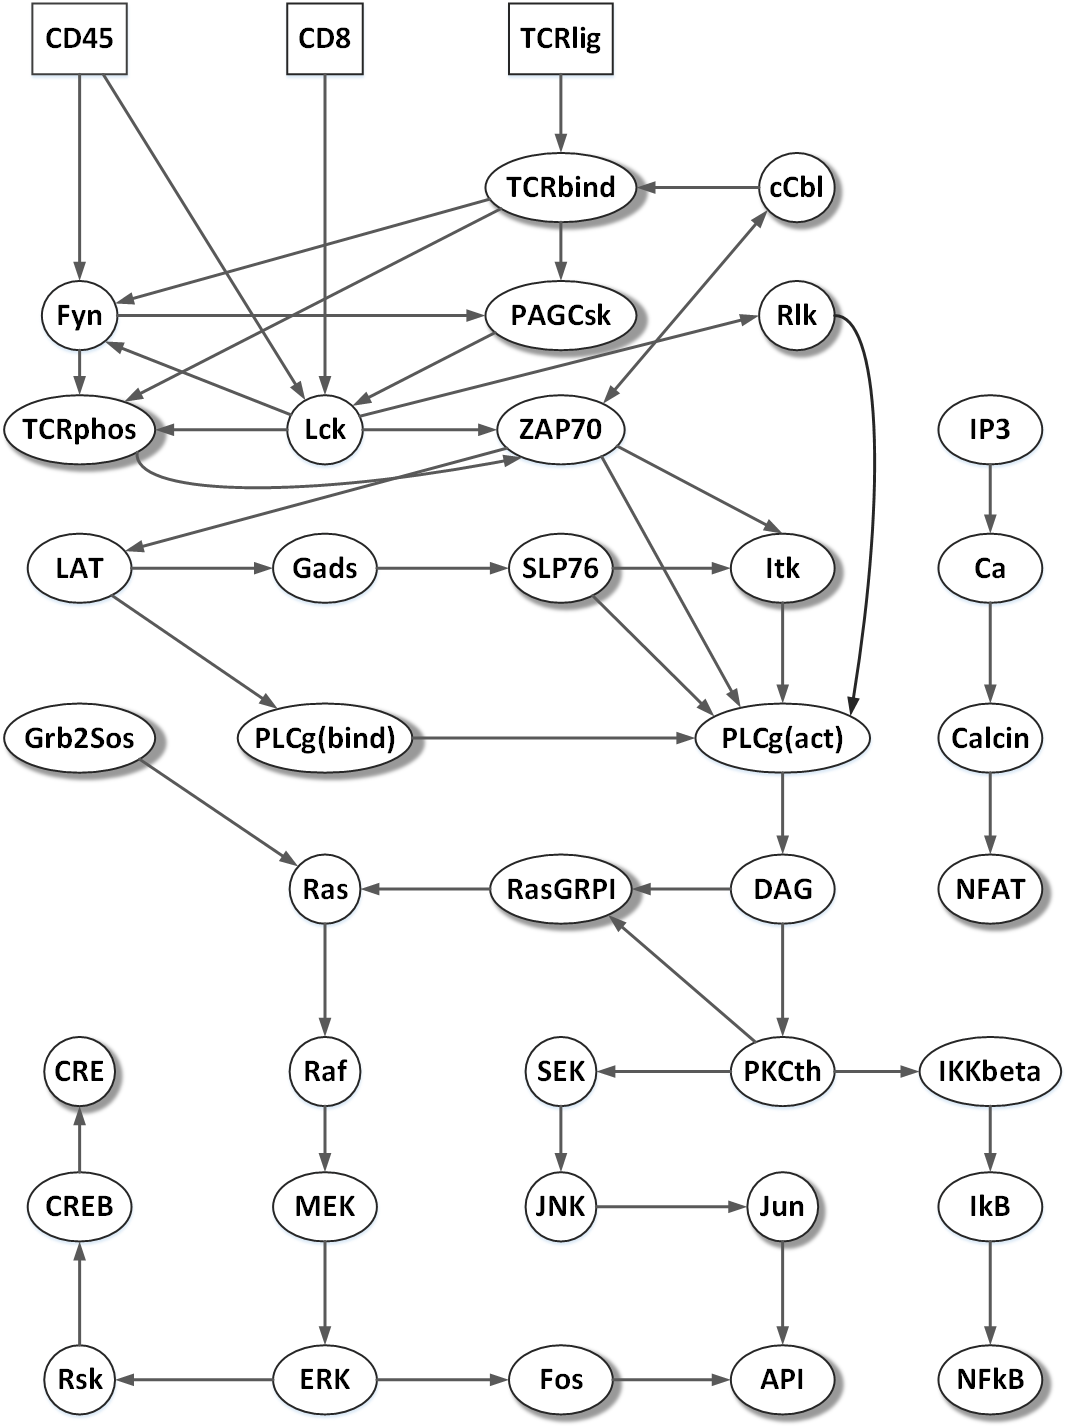 CD45
CD8
TCRlig
TCRbind
cCbl
Fyn
PAGCsk
Rlk
TCRphos
Lck
ZAP70
IP3
LAT
Gads
SLP76
Itk
Ca
Grb2Sos
PLCg(bind)
PLCg(act)
Calcin
Ras
RasGRPI
DAG
NFAT
CRE
Raf
SEK
PKCth
IKKbeta
CREB
MEK
JNK
Jun
IkB
Rsk
ERK
Fos
API
NFkB